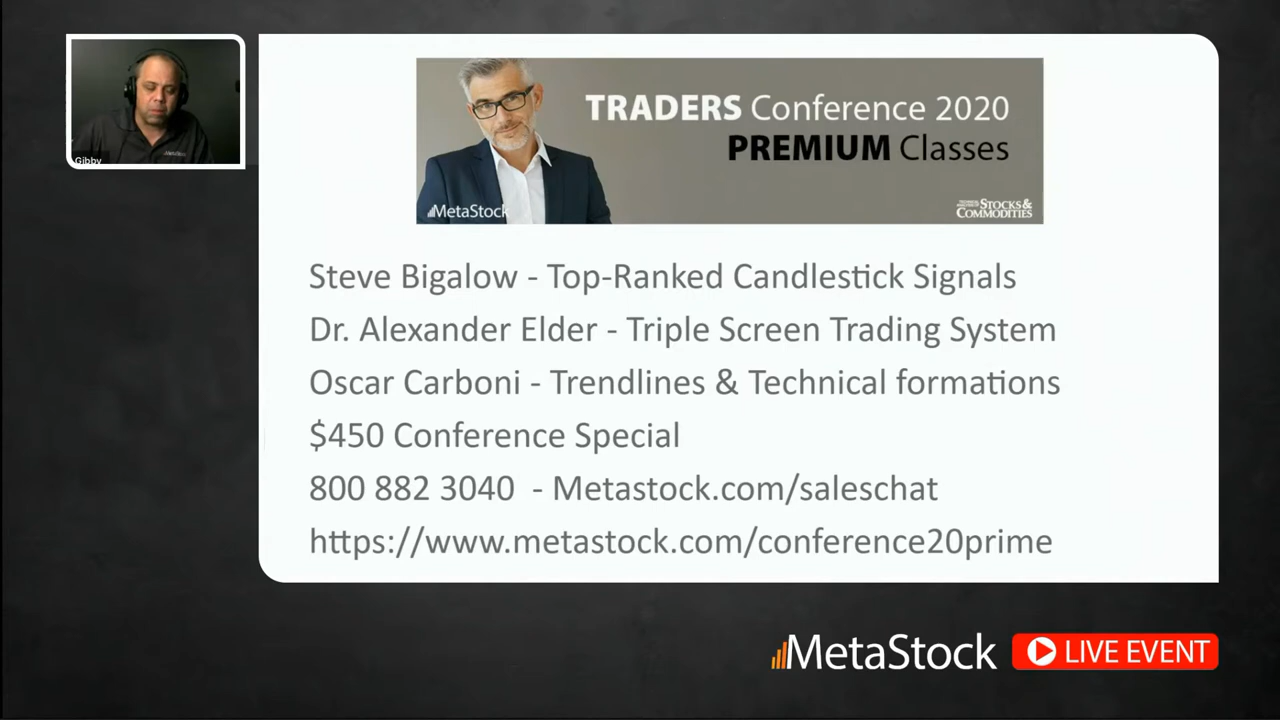 Gibby
MetaStock
TRADERS Conference 2020
PREMIUM Classes
MetaStock
STOCKS &
COMMODITIES
Steve Bigalow - Top-Ranked Candlestick Signals
Dr. Alexander Elder - Triple Screen Trading System
Oscar Carboni - Trendlines & Technical formations
$450 Conference Special
800 882 3040 - Metastock.com/saleschat
https://www.metastock.com/conference20prime
MetaStock LIVE EVENT